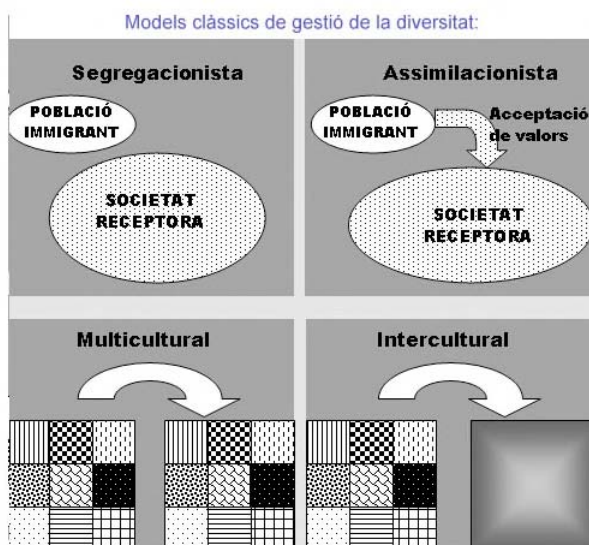 Models clàssics de gestió de la diversitat:
Segregacionista
POBLACIÓ
IMMIGRANT
SOCIETAT
RECEPTORA
Assimilacionista
POBLACIÓ
IMMIGRANT
Acceptació
de valors
SOCIETAT
RECEPTORA
Multicultural
Intercultural